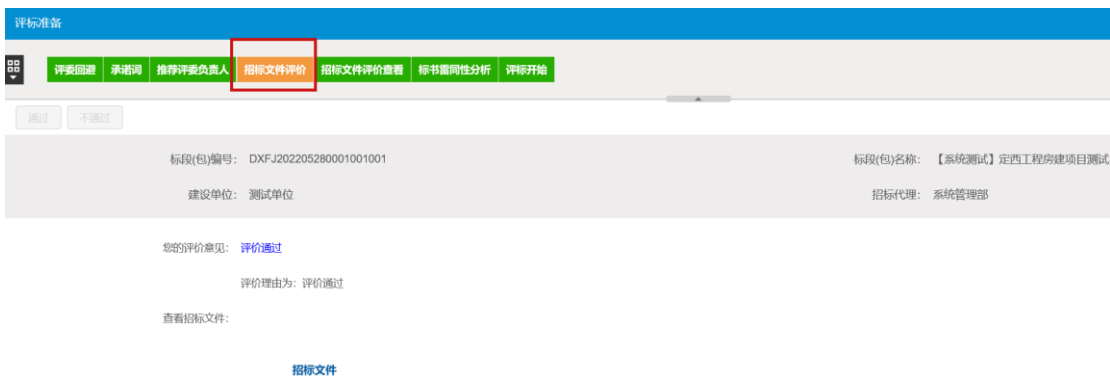 评标准备
评委回避 承诺词 推荐评委负责人 招标文件评价 招标文件评价查看 标书雷同性分析 评标开始
通过 不通过
标段(包)编号: DXFJ202205280001001001 标段(包)名称: 【系统测试】定西工程房建项目测试
建设单位: 测试单位 招标代理: 系统管理部
您的评价意见: 评价通过
评价理由为: 评价通过
查看招标文件:
招标文件